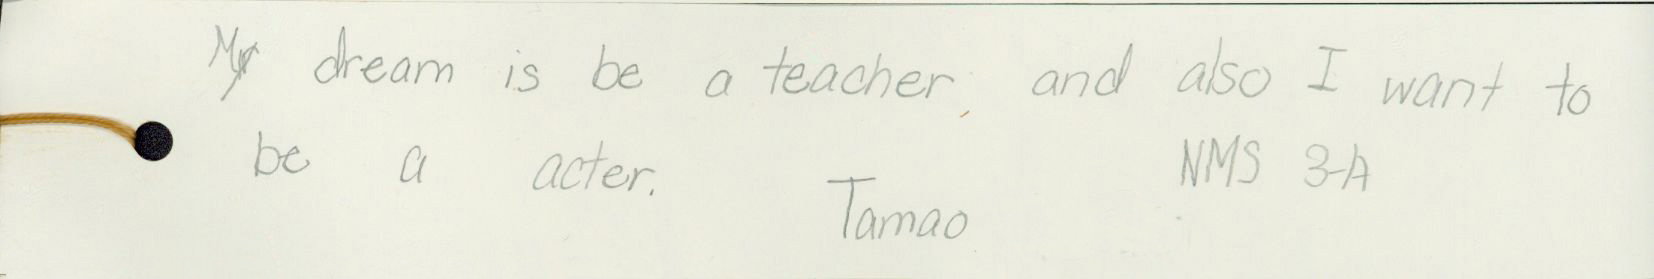 My dream is be a teacher, and also I want to
be a acter. NMS 3-A
Tamao